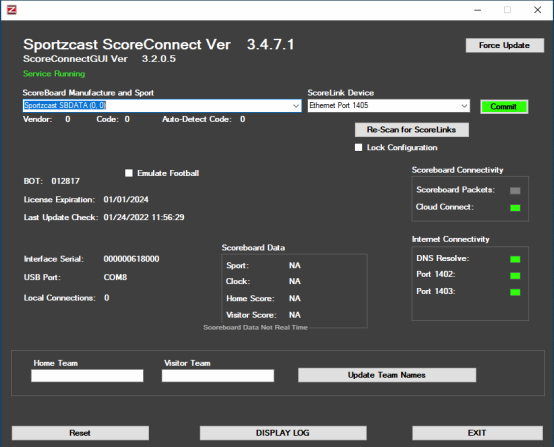 Z
Sportzcast ScoreConnect Ver 3.4.7.1
Force Update
ScoreConnectGUI Ver 3.2.0.5
Service Running
ScoreBoard Manufacture and Sport
ScoreLink Device
Sportzcast SBDATA (0, 0)
Ethernet Port 1405
Commit
Vendor: 0 Code: 0 Auto-Detect Code: 0
Re-Scan for ScoreLinks
Lock Configuration
Emulate Football
Scoreboard Connectivity
BOT: 012817
Scoreboard Packets:
License Expiration: 01/01/2024
Cloud Connect:
Last Update Check: 01/24/2022 11:56:29
Internet Connectivity
Scoreboard Data
Interface Serial: 000000618000
DNS Resolve:
Sport: NA
USB Port: COM8
Port 1402:
Clock: NA
Local Connections: 0
Port 1403:
Home Score: NA
Visitor Score: NA
Scoreboard Data Not Real Time
Home Team
Visitor Team
Update Team Names
Reset
DISPLAY LOG
EXIT